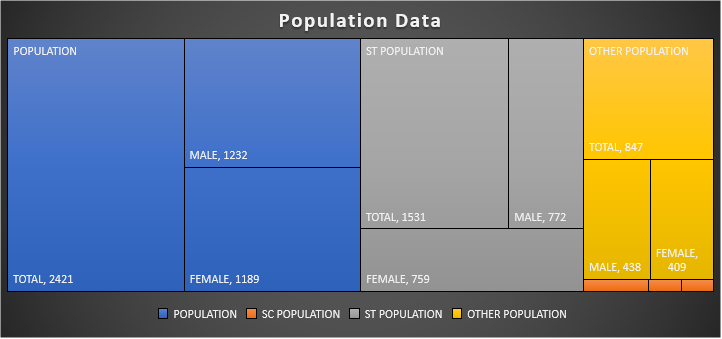 Population Data
POPULATION
TOTAL, 2421
MALE, 1232
FEMALE, 1189
ST POPULATION
TOTAL, 1531
MALE, 772
FEMALE, 759
OTHER POPULATION
TOTAL, 847
MALE, 438
FEMALE,
409
POPULATION SC POPULATION ST POPULATION OTHER POPULATION